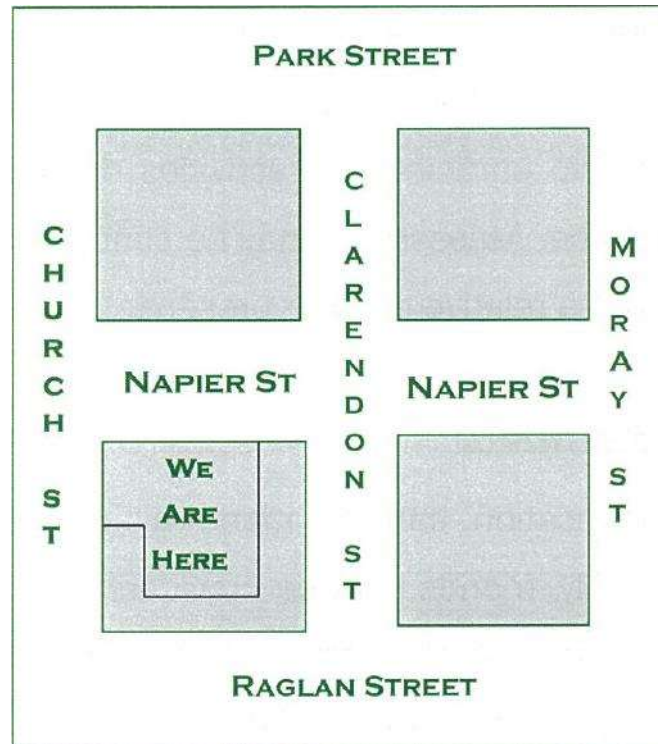 PARK STREET
CHURCH ST
CLARENDON ST
MORAY ST
NAPIER ST
NAPIER ST
WE
ARE
HERE
RAGLAN STREET